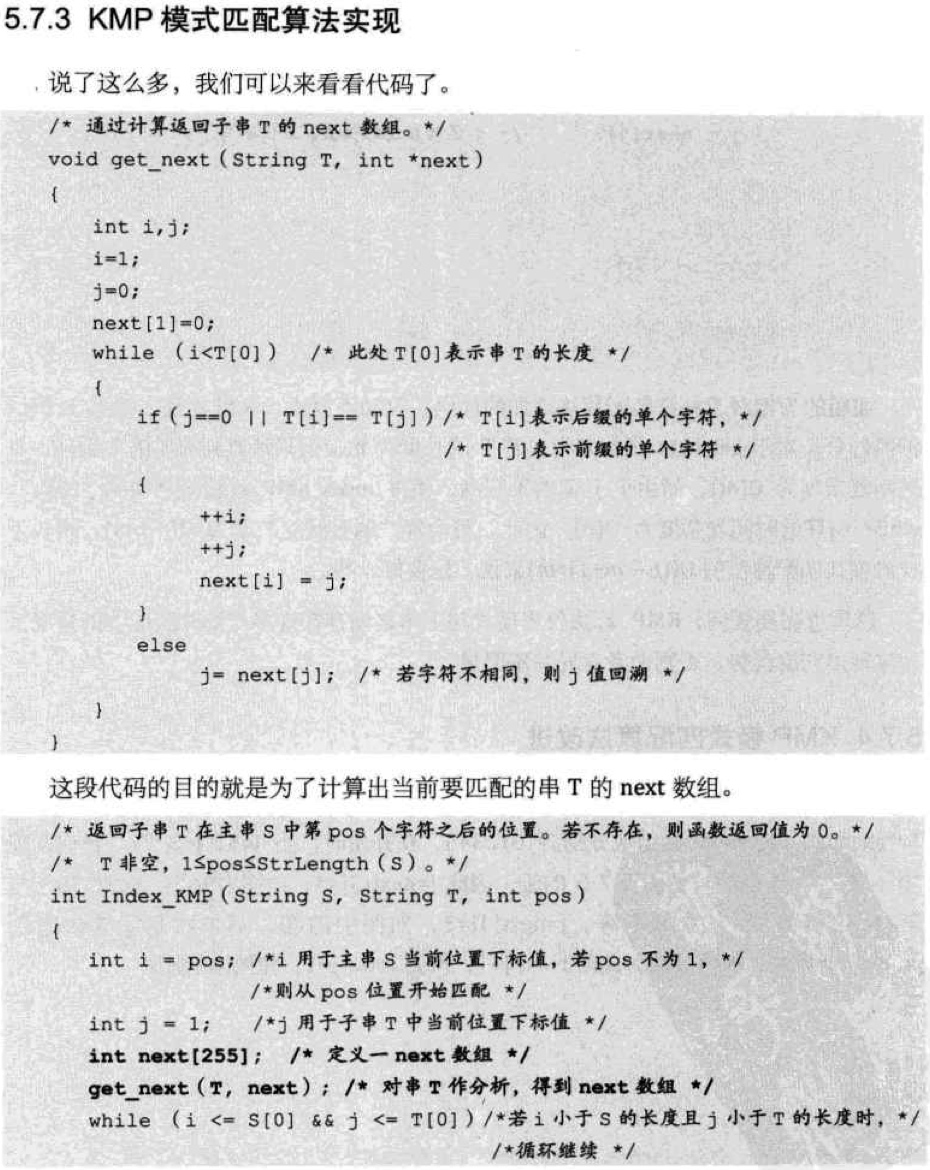 5.7.3 KMP 模式匹配算法实现
说了这么多，我们可以来看看代码了。
/* 通过计算返回子串 T 的 next 数组。*/
void get_next(String T, int *next)
{
int i,j;
i=1;
j=0;
next[1]=0;
while (i<T[0]) /* 此处 T[0]表示串 T 的长度 */
{
if(j==0 || T[i]== T[j])/* T[i]表示后缀的单个字符，*/
/* T[j]表示前缀的单个字符 */
{
++i;
++j;
next[i] = j;
}
else
j= next[j]; /* 若字符不相同，则 j 值回溯 */
}
}
这段代码的目的就是为了计算出当前要匹配的串 T 的 next 数组。
/* 返回子串 T 在主串 S 中第 pos 个字符之后的位置。若不存在，则函数返回值为 0。*/
/* T 非空，1≤pos≤StrLength(S)。*/
int Index_KMP(String S, String T, int pos)
{
int i = pos; /*i 用于主串 S 当前位置下标值，若 pos 不为 1，*/
/*则从 pos 位置开始匹配 */
int j = 1; /*j 用于子串 T 中当前位置下标值 */
int next[255]; /* 定义一 next 数组 */
get_next(T, next); /* 对串 T 作分析，得到 next 数组 */
while (i <= S[0] && j <= T[0])/*若 i 小于 S 的长度且 j 小于 T 的长度时，*/
/*循环继续 */